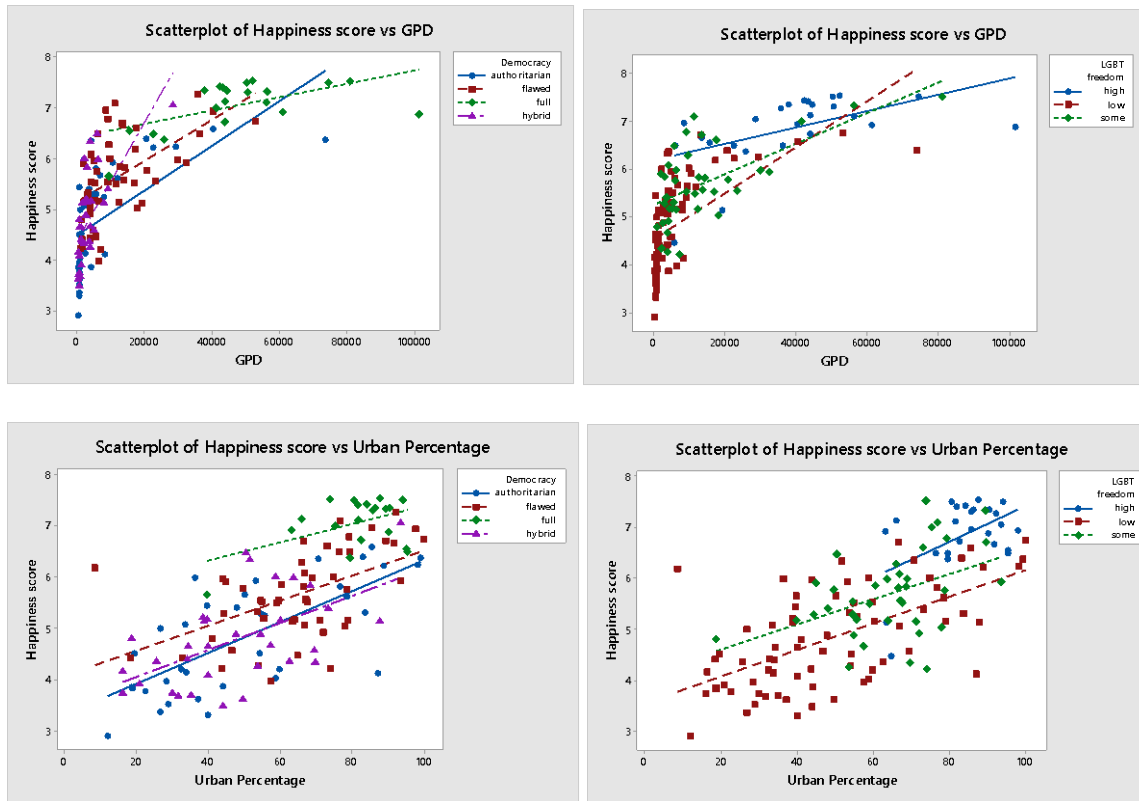 Scatterplot of Happiness score vs GPD
Happiness score
8
7
6
5
4
3
0
20000
40000
60000
80000
100000
GPD
Democracy
authoritarian
flawed
full
hybrid
Scatterplot of Happiness score vs GPD
Happiness score
8
7
6
5
4
3
0
20000
40000
60000
80000
100000
GPD
LGBT
freedom
high
low
some
Scatterplot of Happiness score vs Urban Percentage
Happiness score
8
7
6
5
4
3
0
20
40
60
80
100
Urban Percentage
Democracy
authoritarian
flawed
full
hybrid
Scatterplot of Happiness score vs Urban Percentage
Happiness score
8
7
6
5
4
3
0
20
40
60
80
100
Urban Percentage
LGBT
freedom
high
low
some